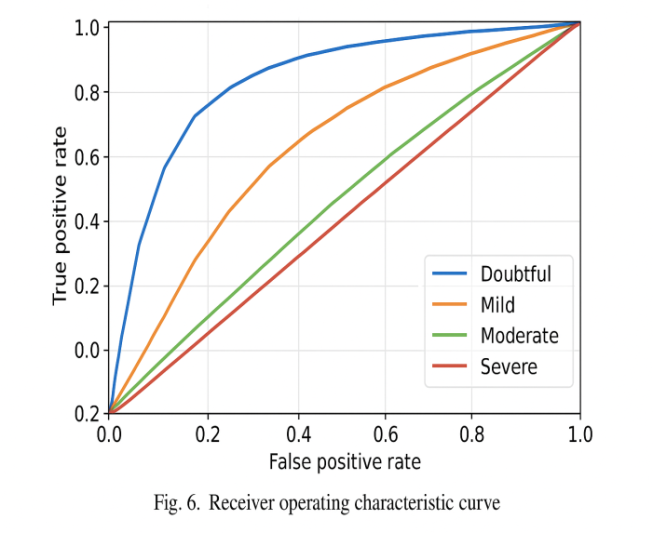 1.0
0.8
0.6
0.4
0.2
0.0
0.2
True positive rate
Doubtful
Mild
Moderate
Severe
0.0 0.2 0.4 0.6 0.8 1.0
False positive rate
Fig. 6. Receiver operating characteristic curve